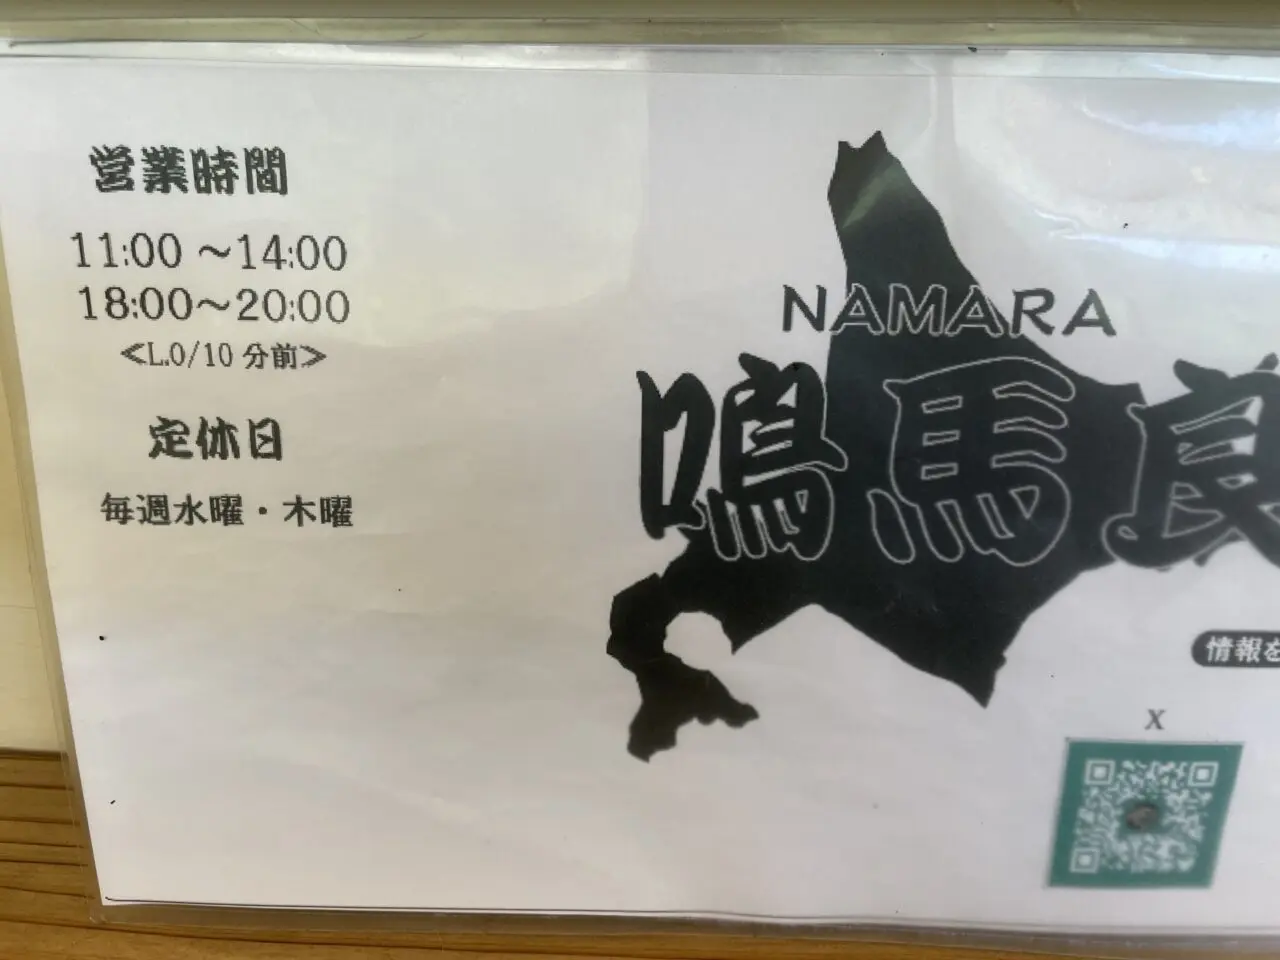 営業時間
11:00 ～14:00
18:00～20:00
≪L.O/10 分前≫
定休日
毎週水曜・木曜
NAMARA
鳴馬良
情報を
X